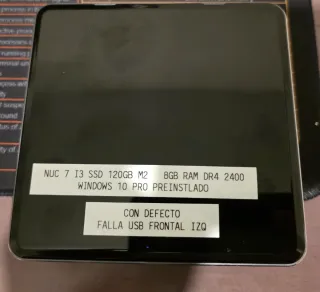 NUC 7 I3 SSD 120GB M2 8GB RAM DR4 2400
WINDOWS 10 PRO PREINSTLADO
CON DEFECTO
FALLA USB FRONTAL IZQ